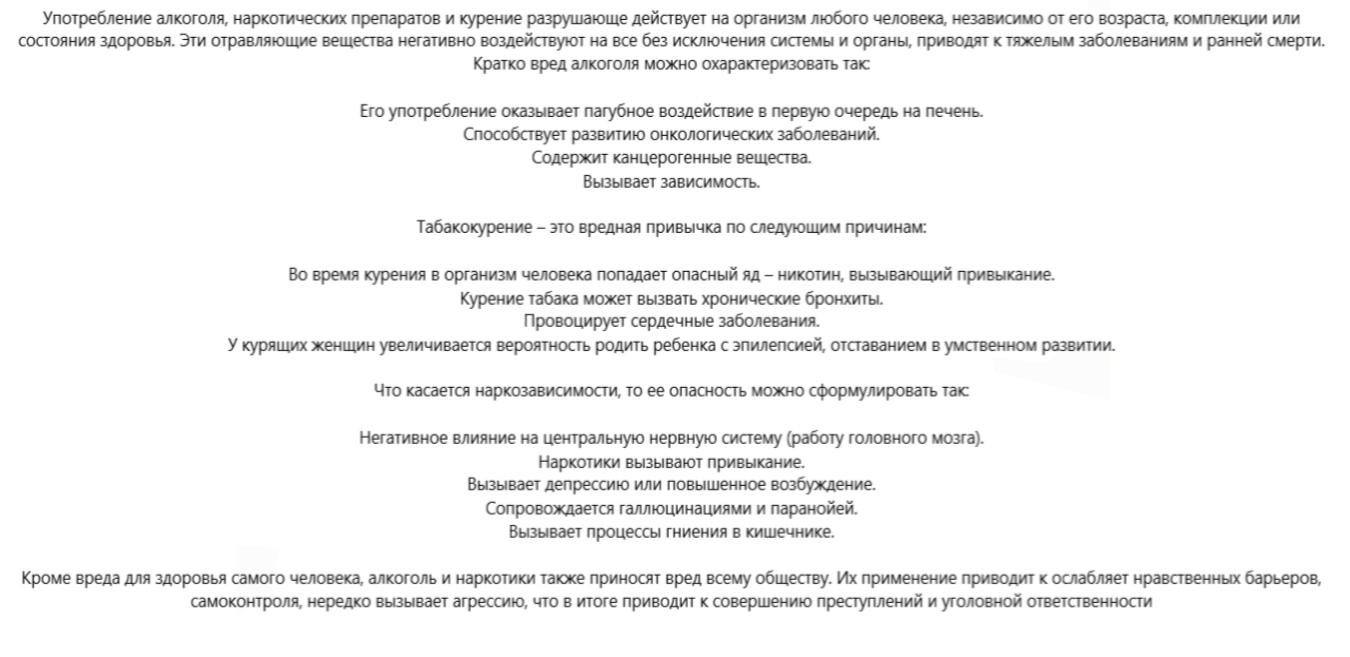 Употребление алкоголя, наркотических препаратов и курение разрушающе действует на организм любого человека, независимо от его возраста, комплекции или
состояния здоровья. Эти отравляющие вещества негативно воздействуют на все без исключения системы и органы, приводят к тяжелым заболеваниям и ранней смерти.
Кратко вред алкоголя можно охарактеризовать так:
Его употребление оказывает пагубное воздействие в первую очередь на печень.
Способствует развитию онкологических заболеваний.
Содержит канцерогенные вещества.
Вызывает зависимость.
Табакокурение – это вредная привычка по следующим причинам:
Во время курения в организм человека попадает опасный яд – никотин, вызывающий привыкание.
Курение табака может вызвать хронические бронхиты.
Провоцирует сердечные заболевания.
У курящих женщин увеличивается вероятность родить ребенка с эпилепсией, отставанием в умственном развитии.
Что касается наркозависимости, то ее опасность можно сформулировать так:
Негативное влияние на центральную нервную систему (работу головного мозга).
Наркотики вызывают привыкание.
Вызывает депрессию или повышенное возбуждение.
Сопровождается галлюцинациями и паранойей.
Вызывает процессы гниения в кишечнике.
Кроме вреда для здоровья самого человека, алкоголь и наркотики также приносят вред всему обществу. Их применение приводит к ослабляет нравственных барьеров,
самоконтроля, нередко вызывает агрессию, что в итоге приводит к совершению преступлений и уголовной ответственности